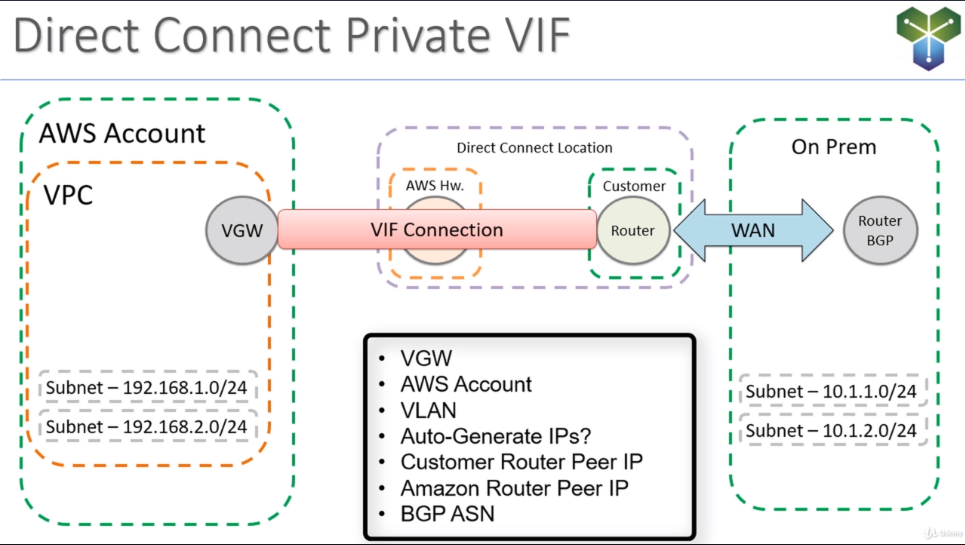 Direct Connect Private VIF
AWS Account
VPC
VGW
VIF Connection
Direct Connect Location
AWS Hw.
Customer
Router
WAN
On Prem
Router
BGP
Subnet – 192.168.1.0/24
Subnet – 192.168.2.0/24
• VGW
• AWS Account
• VLAN
• Auto-Generate IPs?
• Customer Router Peer IP
• Amazon Router Peer IP
• BGP ASN
Subnet – 10.1.1.0/24
Subnet – 10.1.2.0/24
Udemy